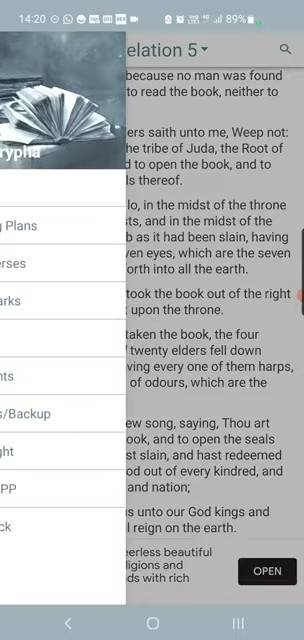 14:20
4G
89%
elation 5
because no man was found
to read the book, neither to
ers saith unto me, Weep not:
he tribe of Juda, the Root of
d to open the book, and to
ls thereof.
lo, in the midst of the throne
sts, and in the midst of the
b as it had been slain, having
ven eyes, which are the seven
forth into all the earth.
took the book out of the right
t upon the throne.
taken the book, the four
twenty elders fell down
ving every one of them harps,
of odours, which are the
ew song, saying, Thou art
ook, and to open the seals
st slain, and hast redeemed
od out of every kindred, and
and nation;
us unto our God kings and
l reign on the earth.
eerless beautiful
ligions and
ds with rich
OPEN
rypha
g Plans
erses
arks
nts
s/Backup
ght
PP
ck